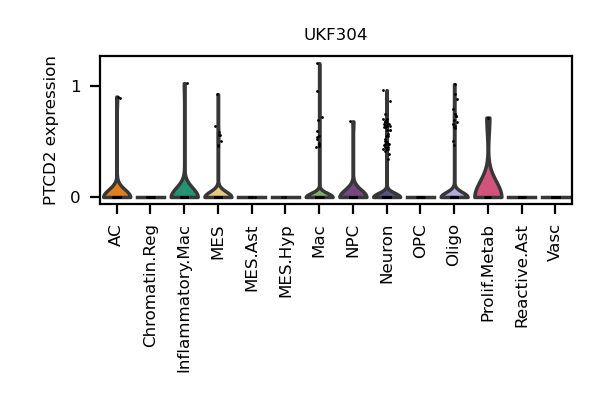 UKF304
PTCD2 expression
1
0
AC
Chromatin.Reg
Inflammatory.Mac
MES
MES.Ast
MES.Hyp
Mac
NPC
Neuron
OPC
Oligo
Prolif.Metab
Reactive.Ast
Vasc